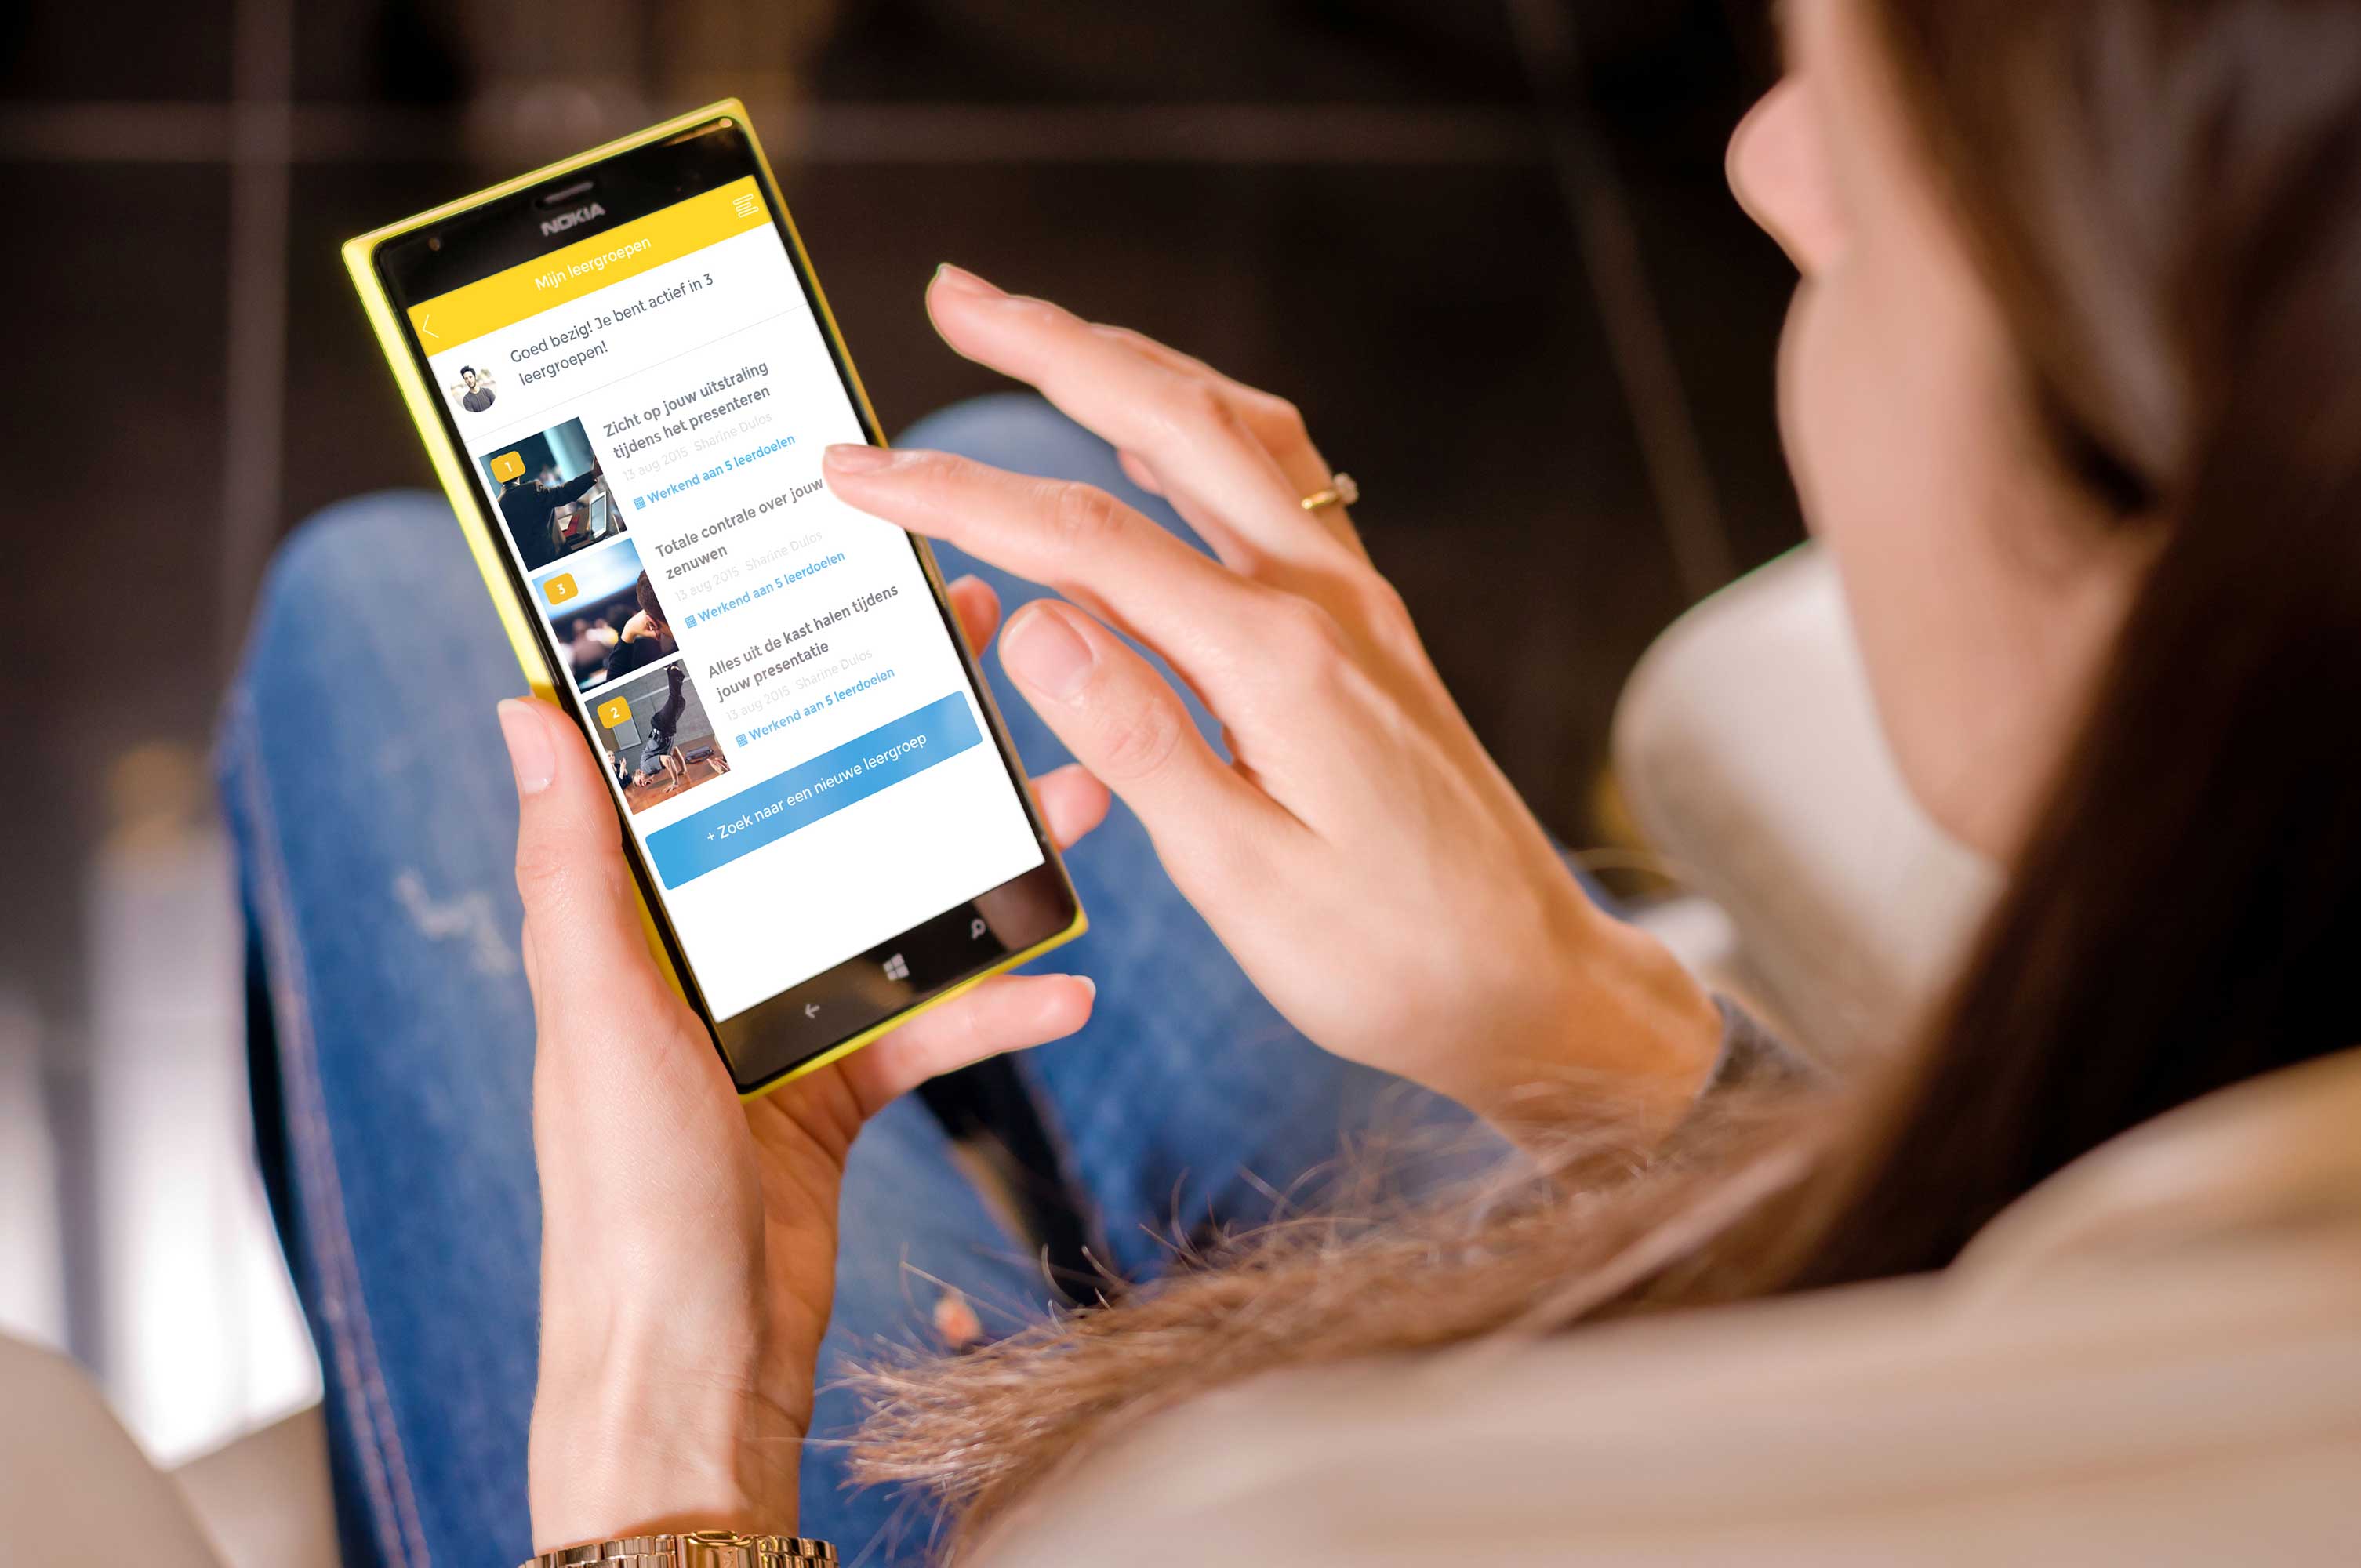 NOKIA
Mijn leergroepen
Goed bezig! Je bent actief in 3
leergroepen!
1
Zicht op jouw uitstraling
tijdens het presenteren
13 aug 2015 Sharine Dulos
Werkend aan 5 leerdoelen
3
Totale contrale over jouw
zenuwen
13 aug 2015 Sharine Dulos
Werkend aan 5 leerdoelen
2
Alles uit de kast halen tijdens
jouw presentatie
13 aug 2015 Sharine Dulos
Werkend aan 5 leerdoelen
+ Zoek naar een nieuwe leergroep